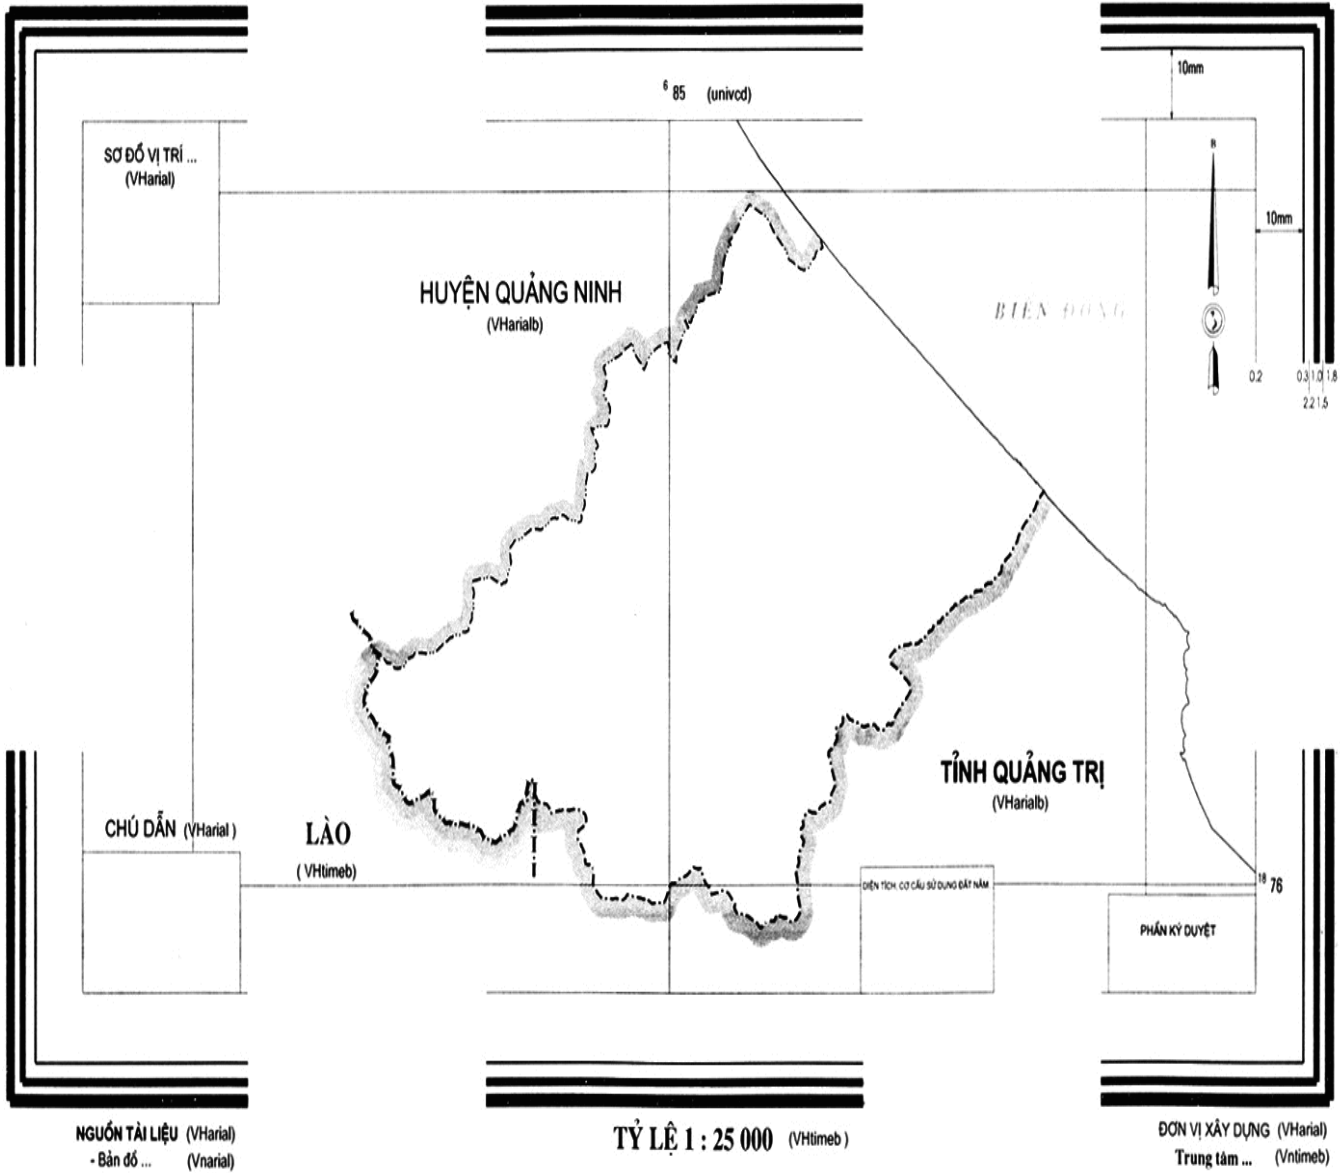 10mm
⁶ 85 (univcd)
SƠ ĐỒ VỊ TRÍ ...
(VHarial)
B
10mm
HUYỆN QUẢNG NINH
(VHarialb)
BIỂN ĐÔNG
0.2 0.3 1.0 1.8
2.2 1.5
TỈNH QUẢNG TRỊ
(VHarialb)
CHÚ DẪN (VHarial )
LÀO
( VHtimeb)
DIỆN TÍCH, CƠ CẤU SỬ DỤNG ĐẤT NĂM
¹⁸ 76
PHẦN KÝ DUYỆT
NGUỒN TÀI LIỆU (VHarial)
- Bản đồ ... (Vnarial)
TỶ LỆ 1 : 25 000 (VHtimeb )
ĐƠN VỊ XÂY DỰNG (VHarial)
Trung tâm ... (Vntimeb)